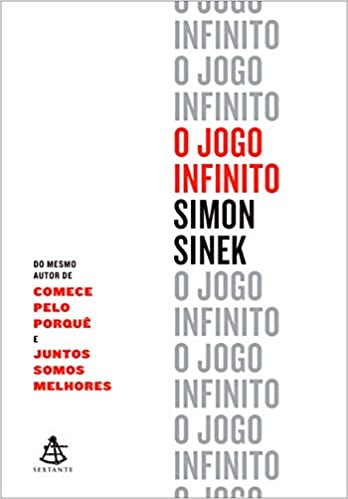 O JOGO
INFINITO
O JOGO
INFINITO
O JOGO
INFINITO
SIMON
SINEK
O JOGO
INFINITO
O JOGO
INFINITO
O JOGO
INFINITO
DO MESMO
AUTOR DE
COMECE
PELO
PORQUÊ
E
JUNTOS
SOMOS
MELHORES
SEXTANTE